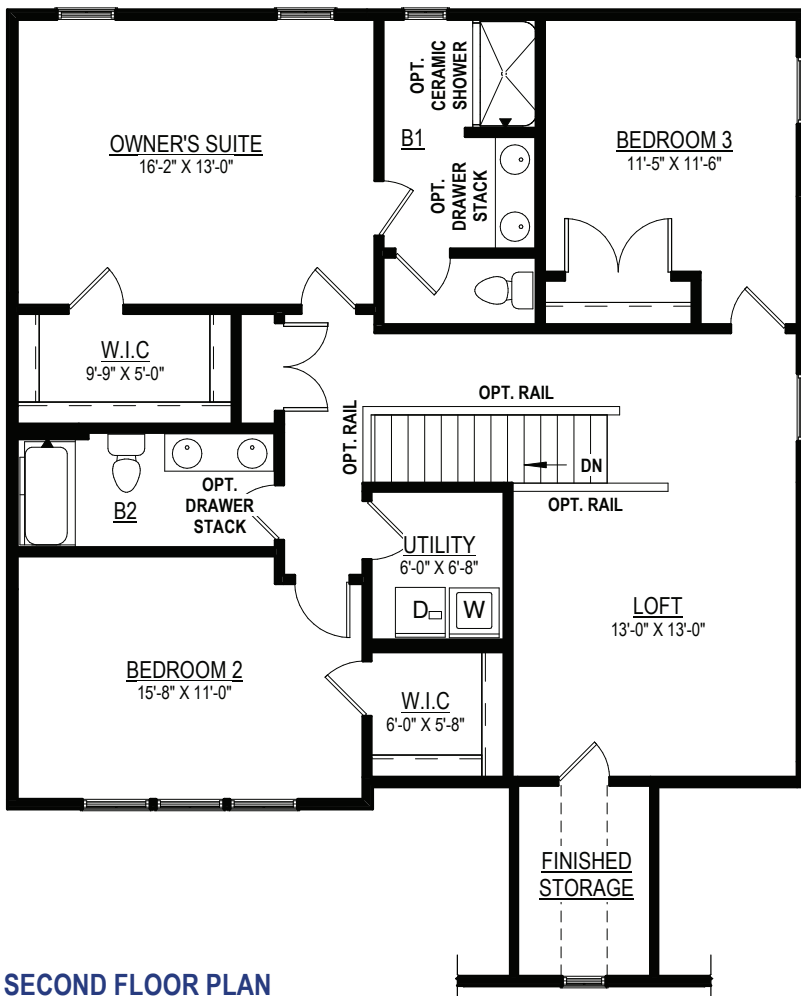 OWNER'S SUITE
16'-2" X 13'-0"
OPT.
CERAMIC
SHOWER
B1
OPT.
DRAWER
STACK
BEDROOM 3
11'-5" X 11'-6"
W.I.C
9'-9" X 5'-0"
OPT. RAIL
OPT. RAIL
DN
OPT. RAIL
B2
OPT.
DRAWER
STACK
UTILITY
6'-0" X 6'-8"
D
W
LOFT
13'-0" X 13'-0"
BEDROOM 2
15'-8" X 11'-0"
W.I.C
6'-0" X 5'-8"
FINISHED
STORAGE
SECOND FLOOR PLAN